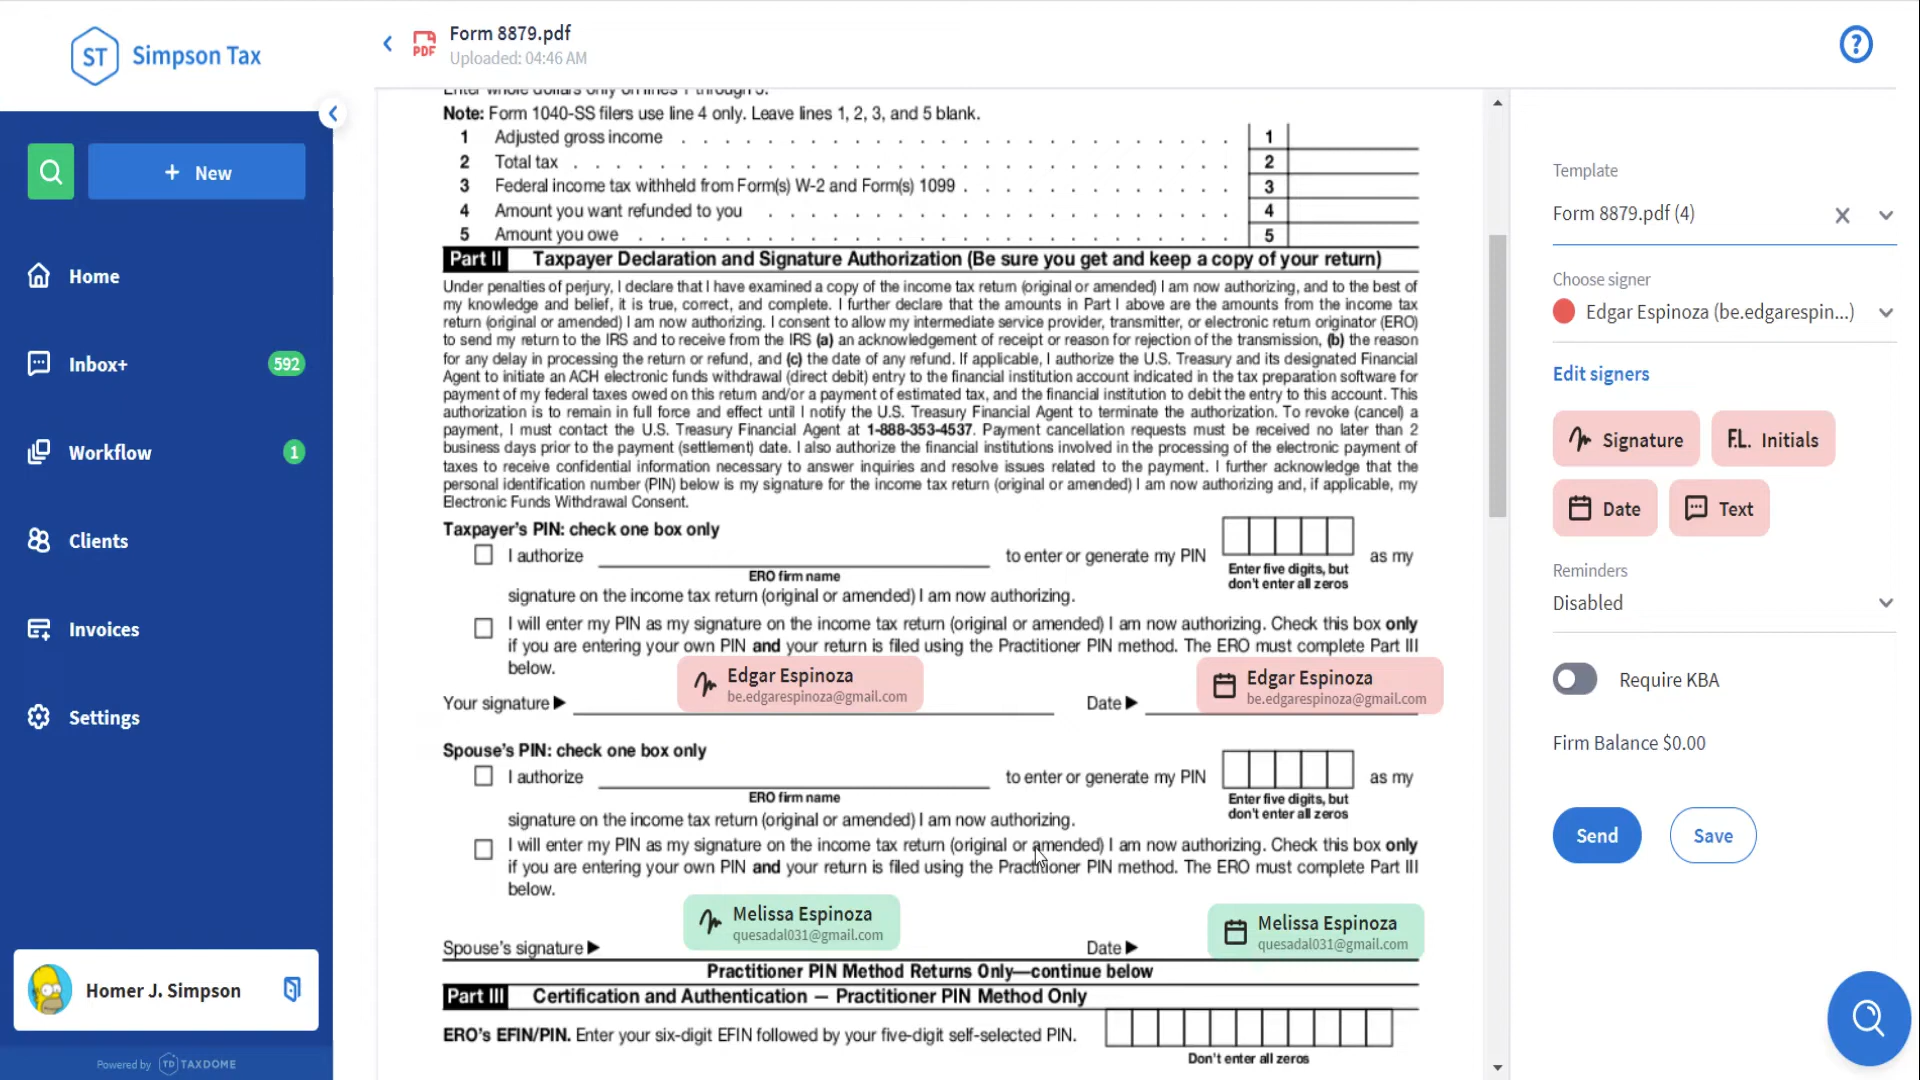 ST Simpson Tax
New
Home
Inbox+ 592
Workflow 1
Clients
Invoices
Settings
Homer J. Simpson
Powered by TD TAXDOME
PDF
Form 8879.pdf
Uploaded: 04:46 AM
Enter whole dollars only on lines 1 through 5.
Note: Form 1040-SS filers use line 4 only. Leave lines 1, 2, 3, and 5 blank.
1 Adjusted gross income . . . . . . . . . . . . . . . . . . . . . . 1
2 Total tax . . . . . . . . . . . . . . . . . . . . . . . . . . 2
3 Federal income tax withheld from Form(s) W-2 and Form(s) 1099 . . . . . . . . . . . 3
4 Amount you want refunded to you . . . . . . . . . . . . . . . . . . 4
5 Amount you owe . . . . . . . . . . . . . . . . . . . . . . . 5
Part II Taxpayer Declaration and Signature Authorization (Be sure you get and keep a copy of your return)
Under penalties of perjury, I declare that I have examined a copy of the income tax return (original or amended) I am now authorizing, and to the best of
my knowledge and belief, it is true, correct, and complete. I further declare that the amounts in Part I above are the amounts from the income tax
return (original or amended) I am now authorizing. I consent to allow my intermediate service provider, transmitter, or electronic return originator (ERO)
to send my return to the IRS and to receive from the IRS (a) an acknowledgement of receipt or reason for rejection of the transmission, (b) the reason
for any delay in processing the return or refund, and (c) the date of any refund. If applicable, I authorize the U.S. Treasury and its designated Financial
Agent to initiate an ACH electronic funds withdrawal (direct debit) entry to the financial institution account indicated in the tax preparation software for
payment of my federal taxes owed on this return and/or a payment of estimated tax, and the financial institution to debit the entry to this account. This
authorization is to remain in full force and effect until I notify the U.S. Treasury Financial Agent to terminate the authorization. To revoke (cancel) a
payment, I must contact the U.S. Treasury Financial Agent at 1-888-353-4537. Payment cancellation requests must be received no later than 2
business days prior to the payment (settlement) date. I also authorize the financial institutions involved in the processing of the electronic payment of
taxes to receive confidential information necessary to answer inquiries and resolve issues related to the payment. I further acknowledge that the
personal identification number (PIN) below is my signature for the income tax return (original or amended) I am now authorizing and, if applicable, my
Electronic Funds Withdrawal Consent.
Taxpayer's PIN: check one box only
I authorize to enter or generate my PIN as my
ERO firm name
Enter five digits, but
don't enter all zeros
signature on the income tax return (original or amended) I am now authorizing.
I will enter my PIN as my signature on the income tax return (original or amended) I am now authorizing. Check this box only
if you are entering your own PIN and your return is filed using the Practitioner PIN method. The ERO must complete Part III
below.
Edgar Espinoza
be.edgarespinoza@gmail.com
Edgar Espinoza
be.edgarespinoza@gmail.com
Your signature ▶ Date ▶
Spouse's PIN: check one box only
I authorize to enter or generate my PIN as my
ERO firm name
Enter five digits, but
don't enter all zeros
signature on the income tax return (original or amended) I am now authorizing.
I will enter my PIN as my signature on the income tax return (original or amended) I am now authorizing. Check this box only
if you are entering your own PIN and your return is filed using the Practitioner PIN method. The ERO must complete Part III
below.
Melissa Espinoza
quesadal031@gmail.com
Melissa Espinoza
quesadal031@gmail.com
Spouse's signature ▶ Date ▶
Practitioner PIN Method Returns Only—continue below
Part III Certification and Authentication — Practitioner PIN Method Only
ERO's EFIN/PIN. Enter your six-digit EFIN followed by your five-digit self-selected PIN.
Don't enter all zeros
Template
Form 8879.pdf (4)
Choose signer
Edgar Espinoza (be.edgarespin...)
Edit signers
Signature
F.L. Initials
Date
Text
Reminders
Disabled
Require KBA
Firm Balance $0.00
Send
Save